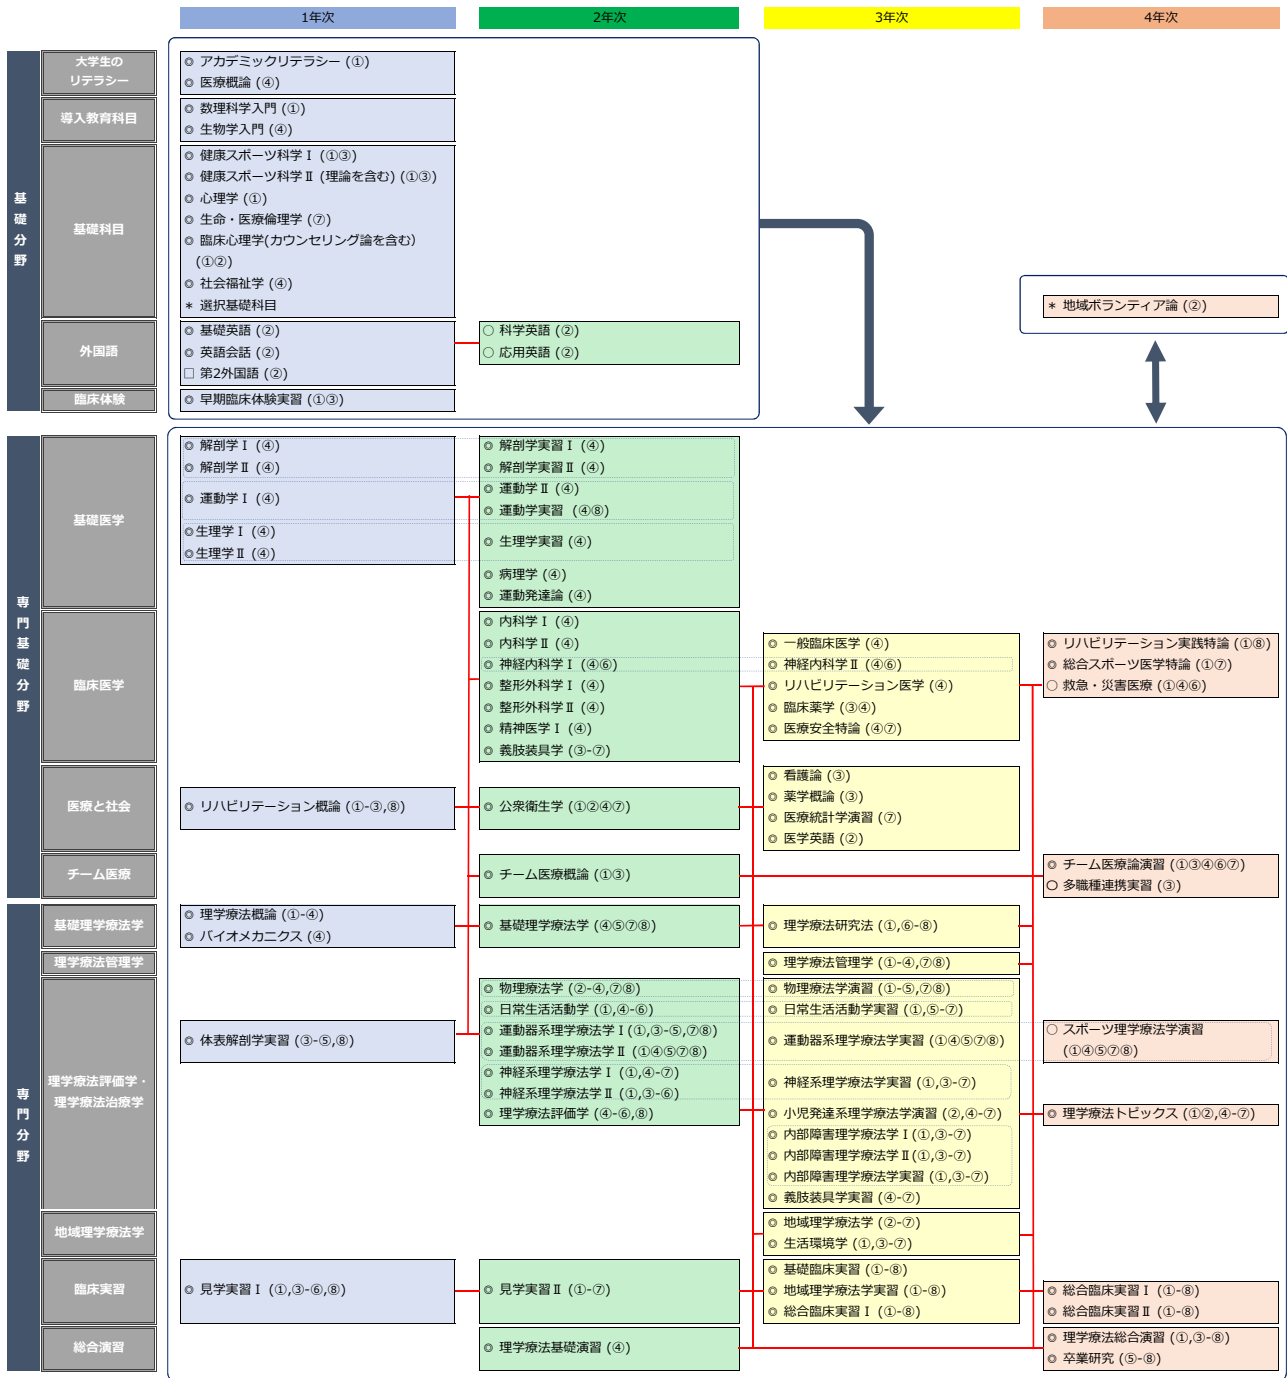 1年次
2年次
3年次
4年次
基礎分野
大学生の
リテラシー
◎ アカデミックリテラシー (①)
◎ 医療概論 (④)
導入教育科目
◎ 数理科学入門 (①)
◎ 生物学入門 (④)
基礎科目
◎ 健康スポーツ科学Ⅰ (①③)
◎ 健康スポーツ科学Ⅱ (理論を含む) (①③)
◎ 心理学 (①)
◎ 生命・医療倫理学 (⑦)
◎ 臨床心理学(カウンセリング論を含む)
(①②)
◎ 社会福祉学 (④)
* 選択基礎科目
* 地域ボランティア論 (②)
外国語
◎ 基礎英語 (②)
◎ 英語会話 (②)
□ 第2外国語 (②)
○ 科学英語 (②)
○ 応用英語 (②)
臨床体験
◎ 早期臨床体験実習 (①③)
専門基礎分野
基礎医学
◎ 解剖学Ⅰ (④)
◎ 解剖学Ⅱ (④)
◎ 運動学Ⅰ (④)
◎生理学Ⅰ (④)
◎生理学Ⅱ (④)
◎ 解剖学実習Ⅰ (④)
◎ 解剖学実習Ⅱ (④)
◎ 運動学Ⅱ (④)
◎ 運動学実習 (④⑧)
◎ 生理学実習 (④)
◎ 病理学 (④)
◎ 運動発達論 (④)
臨床医学
◎ 内科学Ⅰ (④)
◎ 内科学Ⅱ (④)
◎ 神経内科学Ⅰ (④⑥)
◎ 整形外科学Ⅰ (④)
◎ 整形外科学Ⅱ (④)
◎ 精神医学Ⅰ (④)
◎ 義肢装具学 (③-⑦)
◎ 一般臨床医学 (④)
◎ 神経内科学Ⅱ (④⑥)
◎ リハビリテーション医学 (④)
◎ 臨床薬学 (③④)
◎ 医療安全特論 (④⑦)
◎ リハビリテーション実践特論 (①⑧)
◎ 総合スポーツ医学特論 (①⑦)
○ 救急・災害医療 (①④⑥)
医療と社会
◎ リハビリテーション概論 (①-③,⑧)
◎ 公衆衛生学 (①②④⑦)
◎ 看護論 (③)
◎ 薬学概論 (③)
◎ 医療統計学演習 (⑦)
◎ 医学英語 (②)
チーム医療
◎ チーム医療概論 (①③)
◎ チーム医療論演習 (①③④⑥⑦)
○ 多職種連携実習 (③)
専門分野
基礎理学療法学
◎ 理学療法概論 (①-④)
◎ バイオメカニクス (④)
◎ 基礎理学療法学 (④⑤⑦⑧)
◎ 理学療法研究法 (①,⑥-⑧)
理学療法管理学
◎ 理学療法管理学 (①-④,⑦⑧)
理学療法評価学・
理学療法治療学
◎ 体表解剖学実習 (③-⑤,⑧)
◎ 物理療法学 (②-④,⑦⑧)
◎ 日常生活活動学 (①,④-⑥)
◎ 運動器系理学療法学Ⅰ(①,③-⑤,⑦⑧)
◎ 運動器系理学療法学Ⅱ (①④⑤⑦⑧)
◎ 神経系理学療法学Ⅰ (①,④-⑦)
◎ 神経系理学療法学Ⅱ (①,③-⑥)
◎ 理学療法評価学 (④-⑥,⑧)
◎ 物理療法学演習 (①-⑤,⑦⑧)
◎ 日常生活活動学実習 (①,⑤-⑦)
◎ 運動器系理学療法学実習 (①④⑤⑦⑧)
◎ 神経系理学療法学実習 (①,③-⑦)
◎ 小児発達系理学療法学演習 (②,④-⑦)
◎ 内部障害理学療法学Ⅰ(①,③-⑦)
◎ 内部障害理学療法学Ⅱ(①,③-⑦)
◎ 内部障害理学療法学実習 (①,③-⑦)
◎ 義肢装具学実習 (④-⑦)
○ スポーツ理学療法学演習
(①④⑤⑦⑧)
◎ 理学療法トピックス (①②,④-⑦)
地域理学療法学
◎ 地域理学療法学 (②-⑦)
◎ 生活環境学 (①,③-⑦)
臨床実習
◎ 見学実習Ⅰ (①,③-⑥,⑧)
◎ 見学実習Ⅱ (①-⑦)
◎ 基礎臨床実習 (①-⑧)
◎ 地域理学療法学実習 (①-⑧)
◎ 総合臨床実習Ⅰ (①-⑧)
◎ 総合臨床実習Ⅰ (①-⑧)
◎ 総合臨床実習Ⅱ (①-⑧)
総合演習
◎ 理学療法基礎演習 (④)
◎ 理学療法総合演習 (①,③-⑧)
◎ 卒業研究 (⑤-⑧)